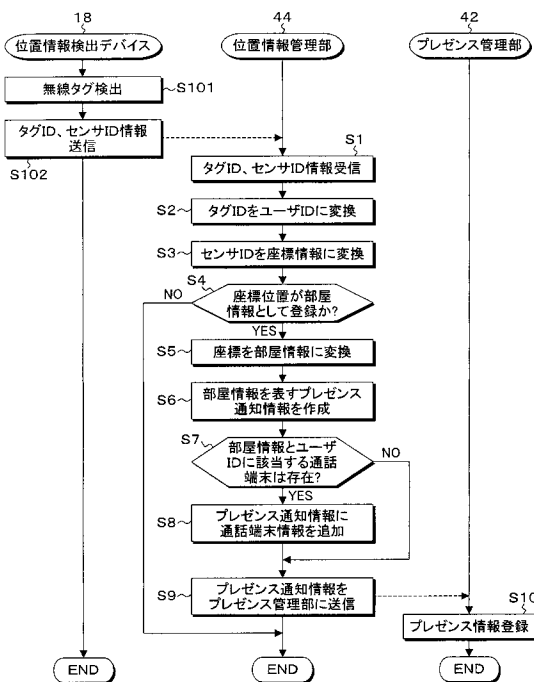 18
44
42
位置情報検出デバイス
位置情報管理部
プレゼンス管理部
無線タグ検出
S101
タグID、センサID情報
送信
S102
S1
タグID、センサID情報受信
S2
タグIDをユーザIDに変換
S3
センサIDを座標情報に変換
S4
NO
座標位置が部屋
情報として登録か?
YES
S5
座標を部屋情報に変換
S6
部屋情報を表すプレゼンス
通知情報を作成
S7
部屋情報とユーザ
IDに該当する通話
端末は存在?
NO
YES
S8
プレゼンス通知情報に
通話端末情報を追加
S9
プレゼンス通知情報を
プレゼンス管理部に送信
S10
プレゼンス情報登録
END
END
END